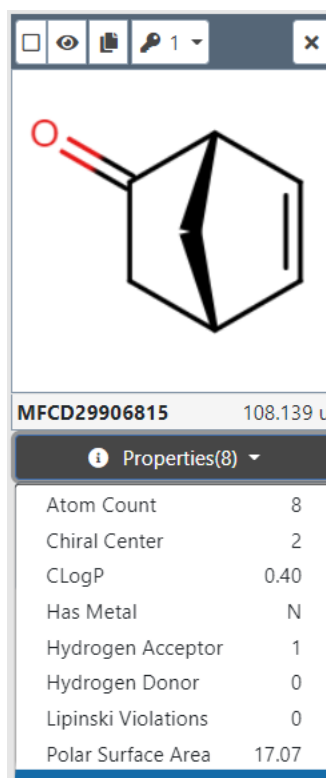 1
O
MFCD29906815 108.139 u
Properties(8)
Atom Count 8
Chiral Center 2
CLogP 0.40
Has Metal N
Hydrogen Acceptor 1
Hydrogen Donor 0
Lipinski Violations 0
Polar Surface Area 17.07